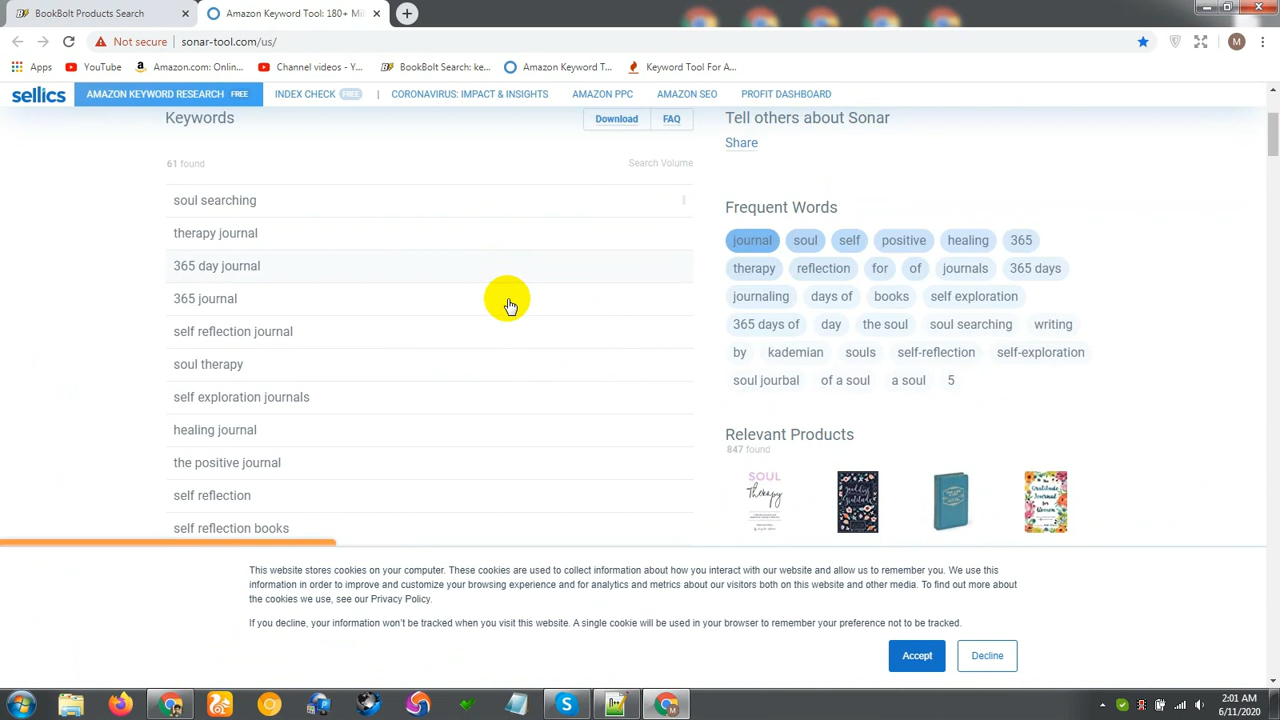 BookBolt Products Search
Amazon Keyword Tool: 180+ Mil
Not secure | sonar-tool.com/us/
M
Apps
YouTube
Amazon.com: Onlin...
Channel videos - Y...
BookBolt Search: ke...
Amazon Keyword T...
Keyword Tool For A...
sellics
AMAZON KEYWORD RESEARCH FREE
INDEX CHECK FREE
CORONAVIRUS: IMPACT & INSIGHTS
AMAZON PPC
AMAZON SEO
PROFIT DASHBOARD
Keywords
Download
FAQ
61 found
Search Volume
soul searching
therapy journal
365 day journal
365 journal
self reflection journal
soul therapy
self exploration journals
healing journal
the positive journal
self reflection
self reflection books
Tell others about Sonar
Share
Frequent Words
journal soul self positive healing 365
therapy reflection for of journals 365 days
journaling days of books self exploration
365 days of day the soul soul searching writing
by kademian souls self-reflection self-exploration
soul jourbal of a soul a soul 5
Relevant Products
847 found
SOUL
Therapy
Gratitude
Journal for
Women
This website stores cookies on your computer. These cookies are used to collect information about how you interact with our website and allow us to remember you. We use this
information in order to improve and customize your browsing experience and for analytics and metrics about our visitors both on this website and other media. To find out more about
the cookies we use, see our Privacy Policy.
If you decline, your information won't be tracked when you visit this website. A single cookie will be used in your browser to remember your preference not to be tracked.
Accept
Decline
2:01 AM
6/11/2020